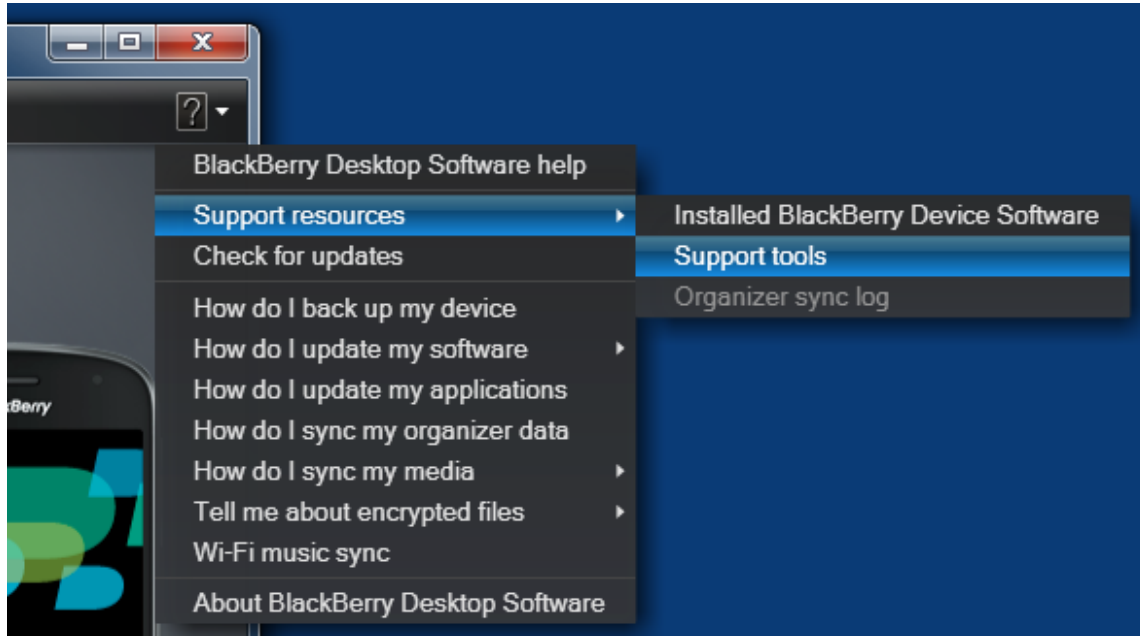 BlackBerry Desktop Software help
Support resources
Check for updates
How do I back up my device
How do I update my software
How do I update my applications
How do I sync my organizer data
How do I sync my media
Tell me about encrypted files
Wi-Fi music sync
About BlackBerry Desktop Software
Installed BlackBerry Device Software
Support tools
Organizer sync log